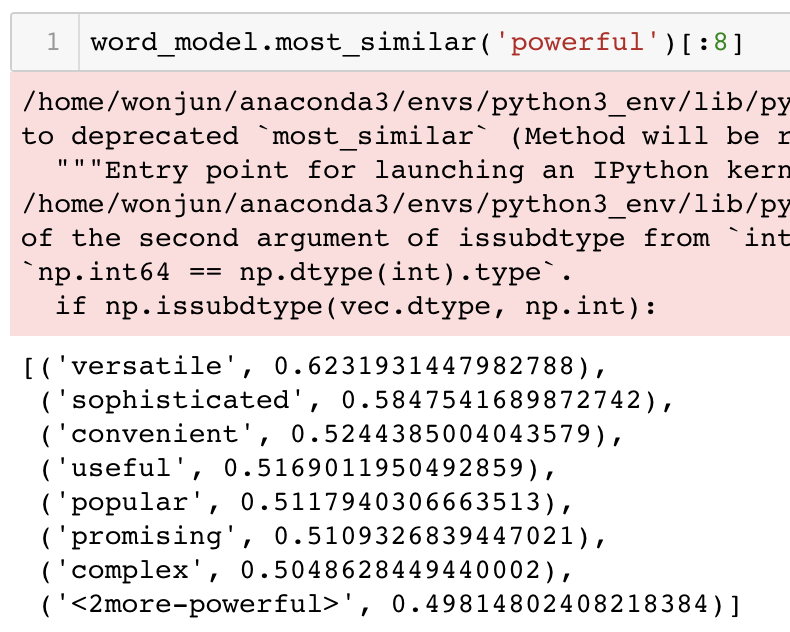 1 word_model.most_similar('powerful')[:8]
/home/wonjun/anaconda3/envs/python3_env/lib/py
to deprecated `most_similar` (Method will be r
  """Entry point for launching an IPython kern
/home/wonjun/anaconda3/envs/python3_env/lib/py
of the second argument of issubdtype from `int
`np.int64 == np.dtype(int).type`.
  if np.issubdtype(vec.dtype, np.int):
[('versatile', 0.6231931447982788),
 ('sophisticated', 0.5847541689872742),
 ('convenient', 0.5244385004043579),
 ('useful', 0.5169011950492859),
 ('popular', 0.5117940306663513),
 ('promising', 0.5109326839447021),
 ('complex', 0.5048628449440002),
 ('<2more-powerful>', 0.49814802408218384)]